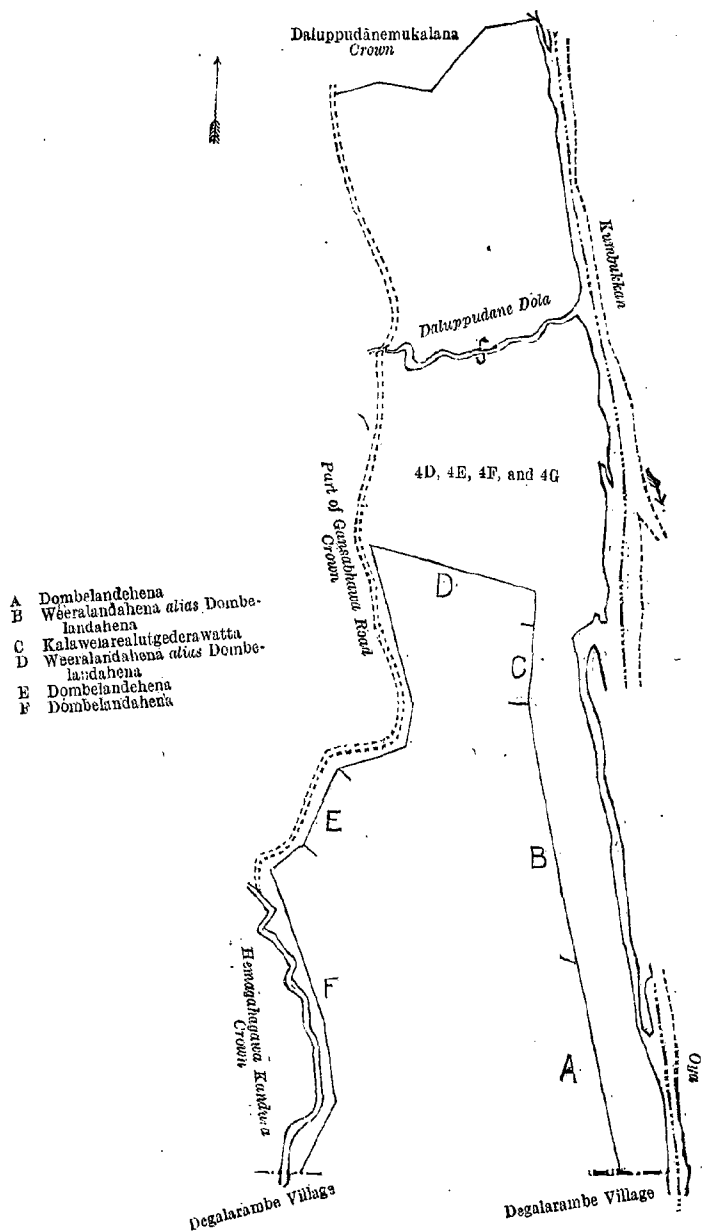 Daluppudānemukalana
Crown
Kumbukkan
Daluppudane Dola
4D, 4E, 4F, and 4G
Part of Gansabhawa Road
Crown
D
C
A Dombelandehena
B Weeralandahena alias Dombe-
landahena
C Kalawelarealutgederawatta
D Weeralandahena alias Dombe-
landahena
E Dombelandehena
F Dombelandahena
E
B
F
Hemagahagawa Kandura
Crown
A
Oya
Degalarambe Village
Degalarambe Village